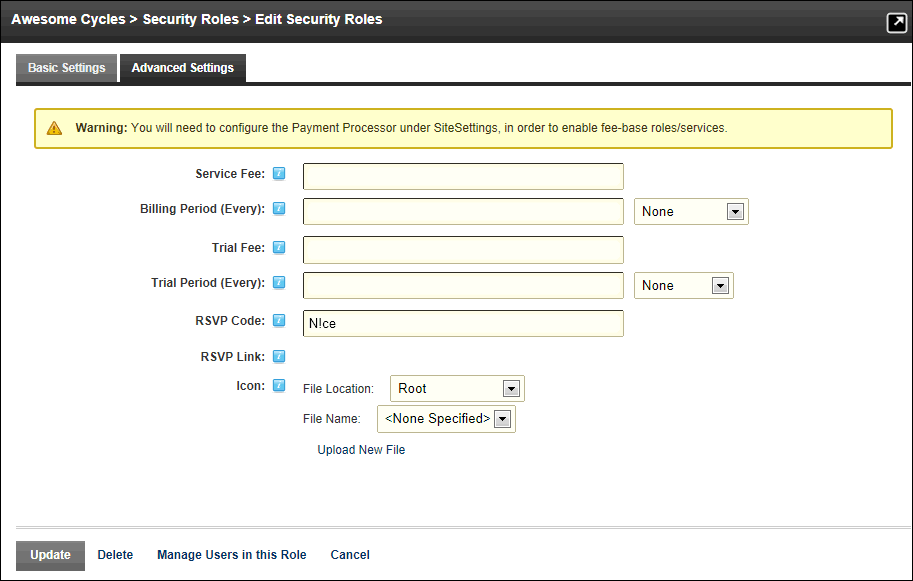 Awesome Cycles > Security Roles > Edit Security Roles
Basic Settings Advanced Settings
Warning: You will need to configure the Payment Processor under SiteSettings, in order to enable fee-base roles/services.
Service Fee:
Billing Period (Every): None
Trial Fee:
Trial Period (Every): None
RSVP Code: N!ce
RSVP Link:
Icon: File Location: Root
File Name: <None Specified>
Upload New File
Update Delete Manage Users in this Role Cancel